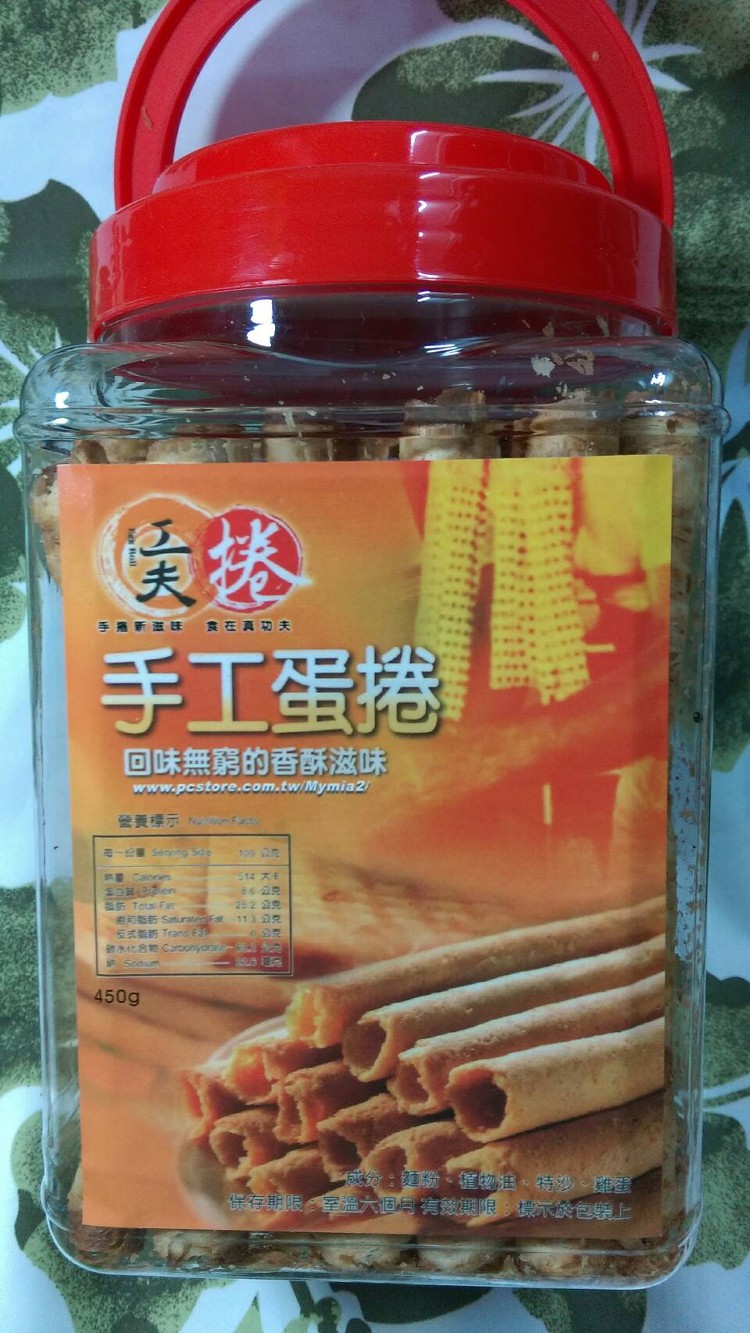 工夫捲
Egg Roll
手捲新滋味 食在真功夫
手工蛋捲
回味無窮的香酥滋味
www.pcstore.com.tw/Mymia2/
營養標示 Nutrition Facts
每一份量 Serving Size 100 公克
熱量 Calories 514 大卡
蛋白質 Protein 8.6 公克
脂肪 Total Fat 公克
飽和脂肪 Saturated Fat 11.3 公克
反式脂肪 Trans Fat 0 公克
碳水化合物 Carbohydrate 公克
鈉 Sodium 毫克
450g
成分：麵粉、植物油、特沙、雞蛋
保存期限：室溫六個月 有效期限：標示於包裝上